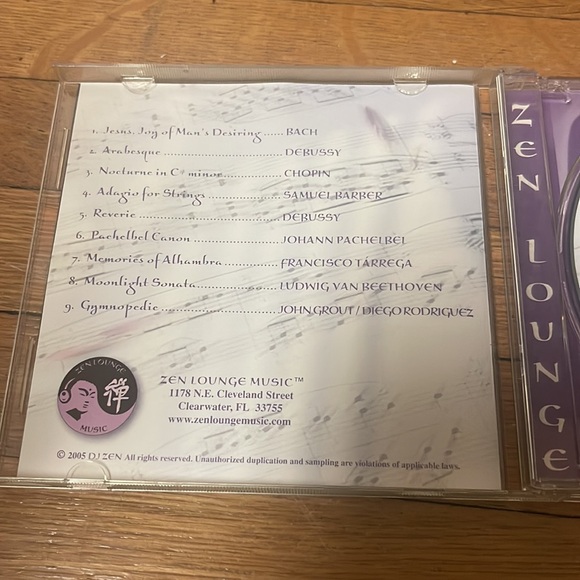 1. Jesus, Joy of Man's Desiring ...... BACH
2. Arabesque .............................. DEBUSSY
3. Nocturne in C# minor ............... CHOPIN
4. Adagio for Strings ................... SAMUEL BARBER
5. Reverie .................................. DEBUSSY
6. Pachelbel Canon ...................... JOHANN PACHELBEL
7. Memories of Alhambra ............. FRANCISCO TÁRREGA
8. Moonlight Sonata .................... LUDWIG VAN BEETHOVEN
9. Gymnopedie ............................ JOHN GROUT / DIEGO RODRIGUEZ
ZEN LOUNGE
禪
MUSIC
ZEN LOUNGE MUSIC™
1178 N.E. Cleveland Street
Clearwater, FL 33755
www.zenloungemusic.com
© 2005 DJ ZEN All rights reserved. Unauthorized duplication and sampling are violations of applicable laws.
ZEN LOUNGE